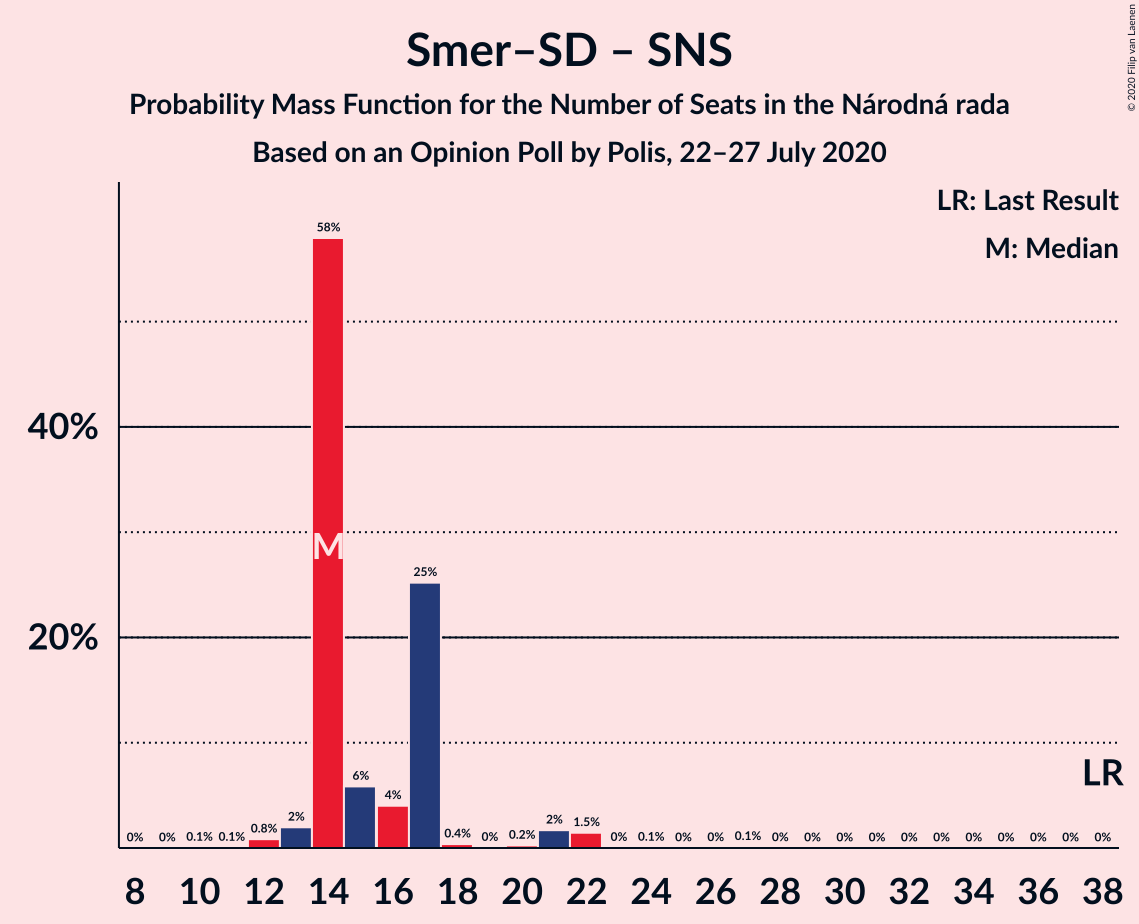 Smer–SD – SNS
Probability Mass Function for the Number of Seats in the Národná rada
Based on an Opinion Poll by Polis, 22–27 July 2020
© 2020 Filip van Laenen
LR: Last Result
M: Median
40%
20%
0% 0% 0.1% 0.1% 0.8% 2% 58% 6% 4% 25% 0.4% 0% 0.2% 2% 1.5% 0% 0.1% 0% 0% 0.1% 0% 0% 0% 0% 0% 0% 0% 0% 0% 0% 0%
M
LR
8 10 12 14 16 18 20 22 24 26 28 30 32 34 36 38